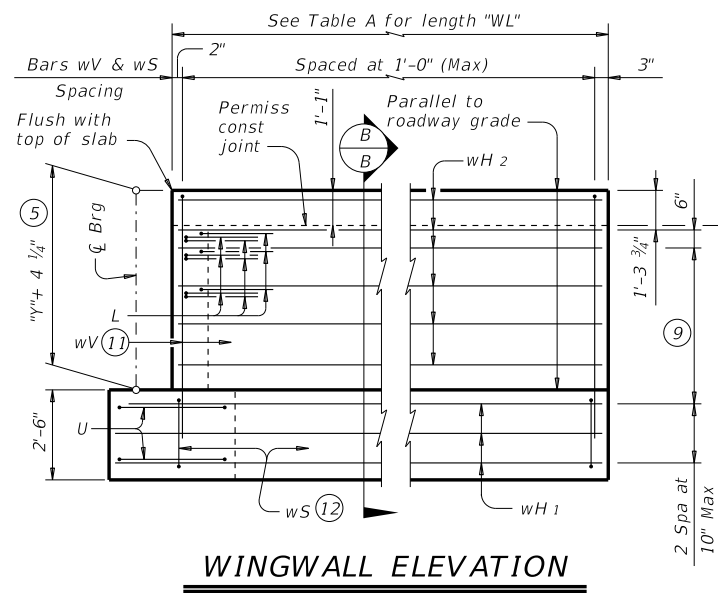 See Table A for length "WL"
2"
Bars wV & wS
Spacing
Spaced at 1'-0" (Max)
3"
Flush with
top of slab
Permiss
const
joint
1'-1"
Parallel to
roadway grade
B
B
wH 2
6"
5
"Y"+ 4 1/4"
℄ Brg
1'-3 3/4"
L
wV 11
9
U
2'-6"
wS 12
wH 1
2 Spa at
10" Max
WINGWALL ELEVATION